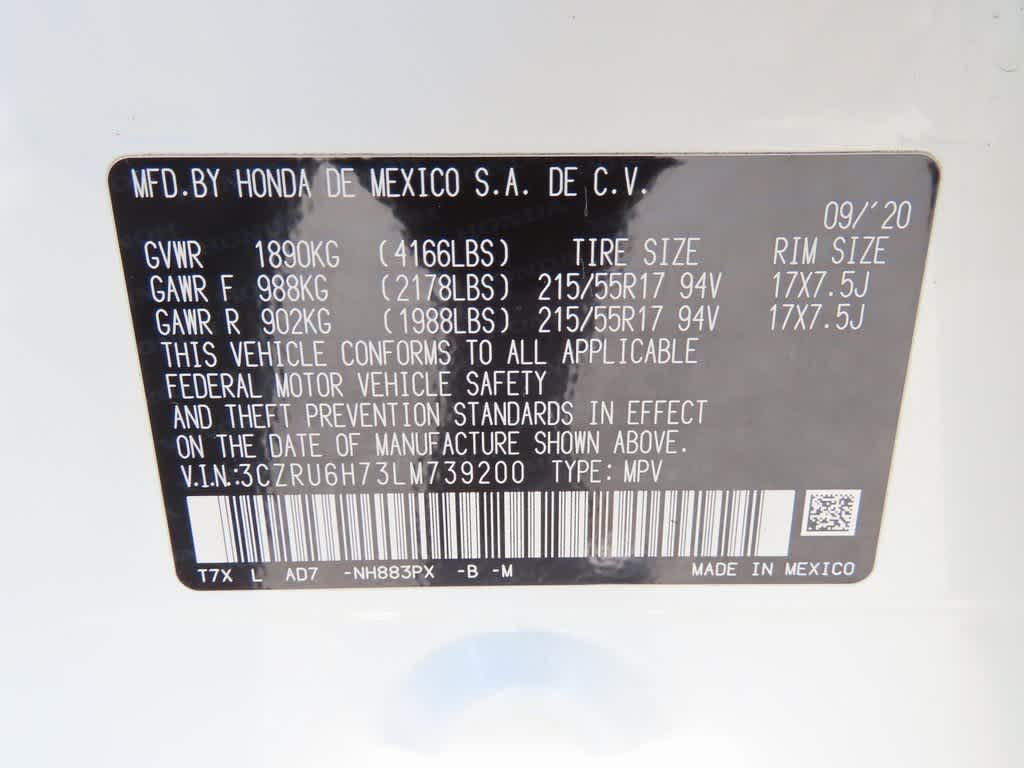 MFD.BY HONDA DE MEXICO S.A. DE C.V.
09/'20
GVWR 1890KG (4166LBS) TIRE SIZE RIM SIZE
GAWR F 988KG (2178LBS) 215/55R17 94V 17X7.5J
GAWR R 902KG (1988LBS) 215/55R17 94V 17X7.5J
THIS VEHICLE CONFORMS TO ALL APPLICABLE
FEDERAL MOTOR VEHICLE SAFETY
AND THEFT PREVENTION STANDARDS IN EFFECT
ON THE DATE OF MANUFACTURE SHOWN ABOVE.
V.I.N.:3CZRU6H73LM739200 TYPE: MPV
T7X L AD7 -NH883PX -B -M MADE IN MEXICO